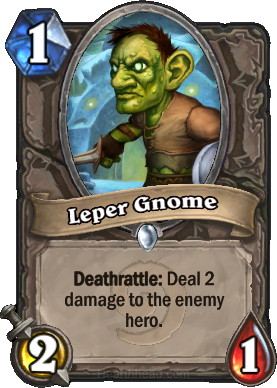 1
Leper Gnome
Deathrattle: Deal 2
damage to the enemy
hero.
2
1